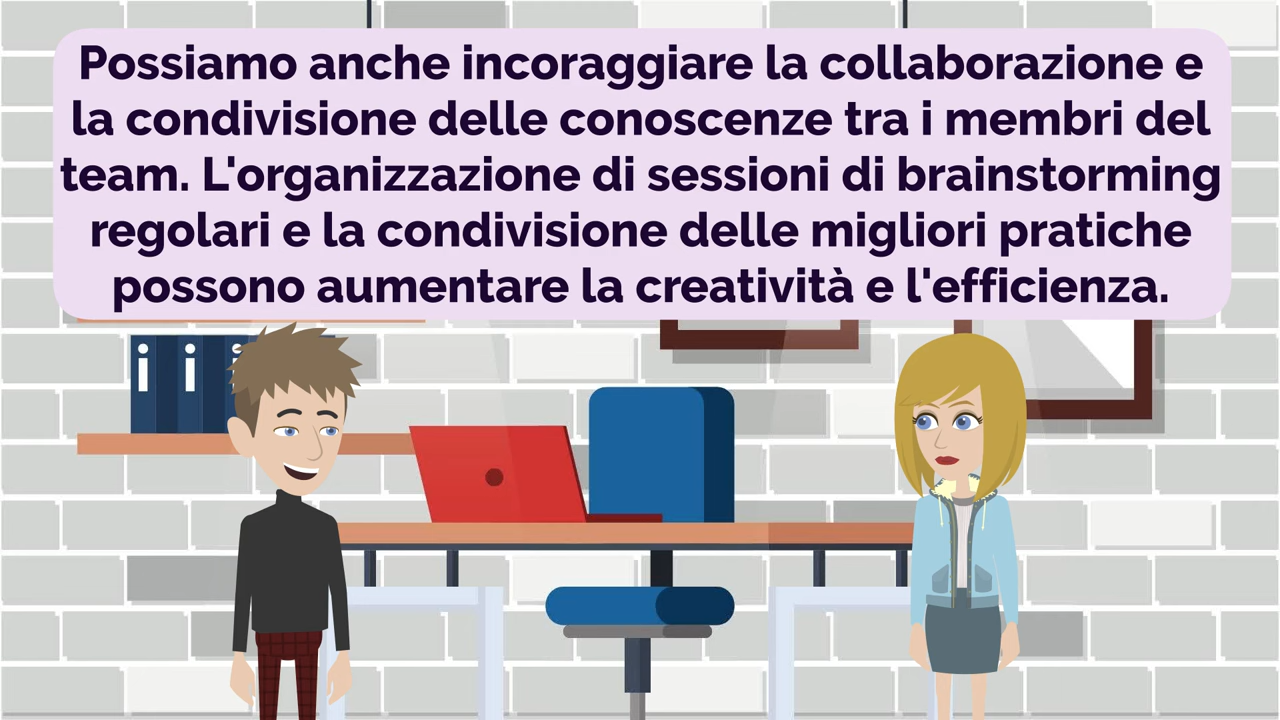 Possiamo anche incoraggiare la collaborazione e
la condivisione delle conoscenze tra i membri del
team. L'organizzazione di sessioni di brainstorming
regolari e la condivisione delle migliori pratiche
possono aumentare la creatività e l'efficienza.